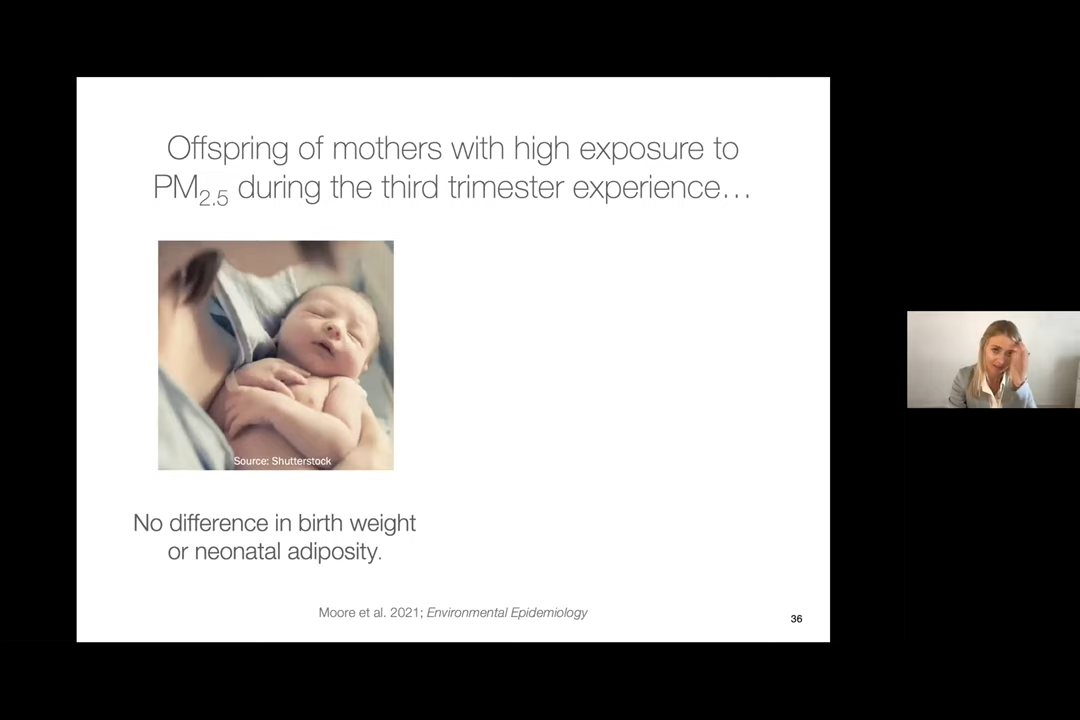 Offspring of mothers with high exposure to
PM2.5 during the third trimester experience…
Source: Shutterstock
No difference in birth weight
or neonatal adiposity.
Moore et al. 2021; Environmental Epidemiology
36